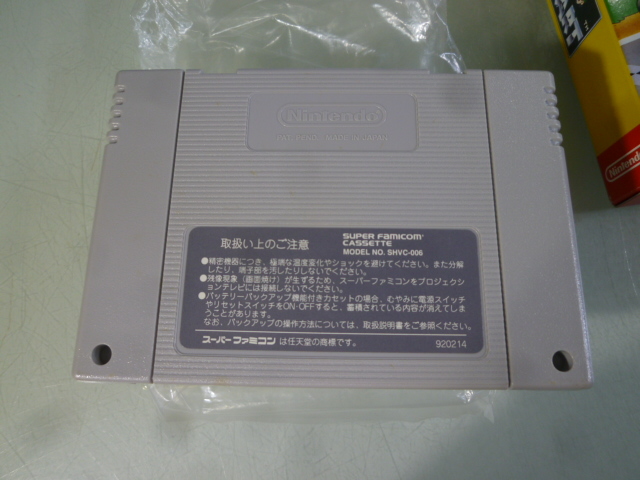 Nintendo
PAT. PEND. MADE IN JAPAN
取扱い上のご注意
SUPER FAMICOM
CASSETTE
MODEL NO. SHVC-006
●精密機器につき、極端な温度変化やショックを避けてください。また分解
したり、端子部を汚したりしないでください。
●残像現象（画面焼け）が生ずるため、スーパーファミコンをプロジェクシ
ョンテレビには接続しないでください。
●バッテリーバックアップ機能付きカセットの場合、むやみに電源スイッチ
やリセットスイッチをON・OFFすると、蓄積されている内容が消えてしま
うことがあります。
なお、バックアップの操作方法については、取扱説明書をご参照ください。
スーパーファミコン は任天堂の商標です。
920214
Nintendo